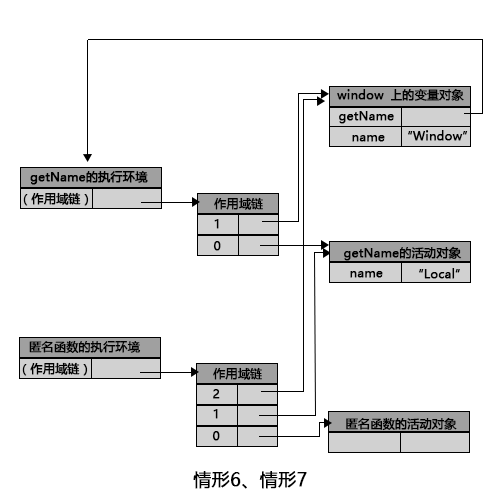 window 上的变量对象
getName
name "Window"
getName的执行环境
(作用域链)
作用域链
1
0
getName的活动对象
name "Local"
匿名函数的执行环境
(作用域链)
作用域链
2
1
0
匿名函数的活动对象
情形6、情形7